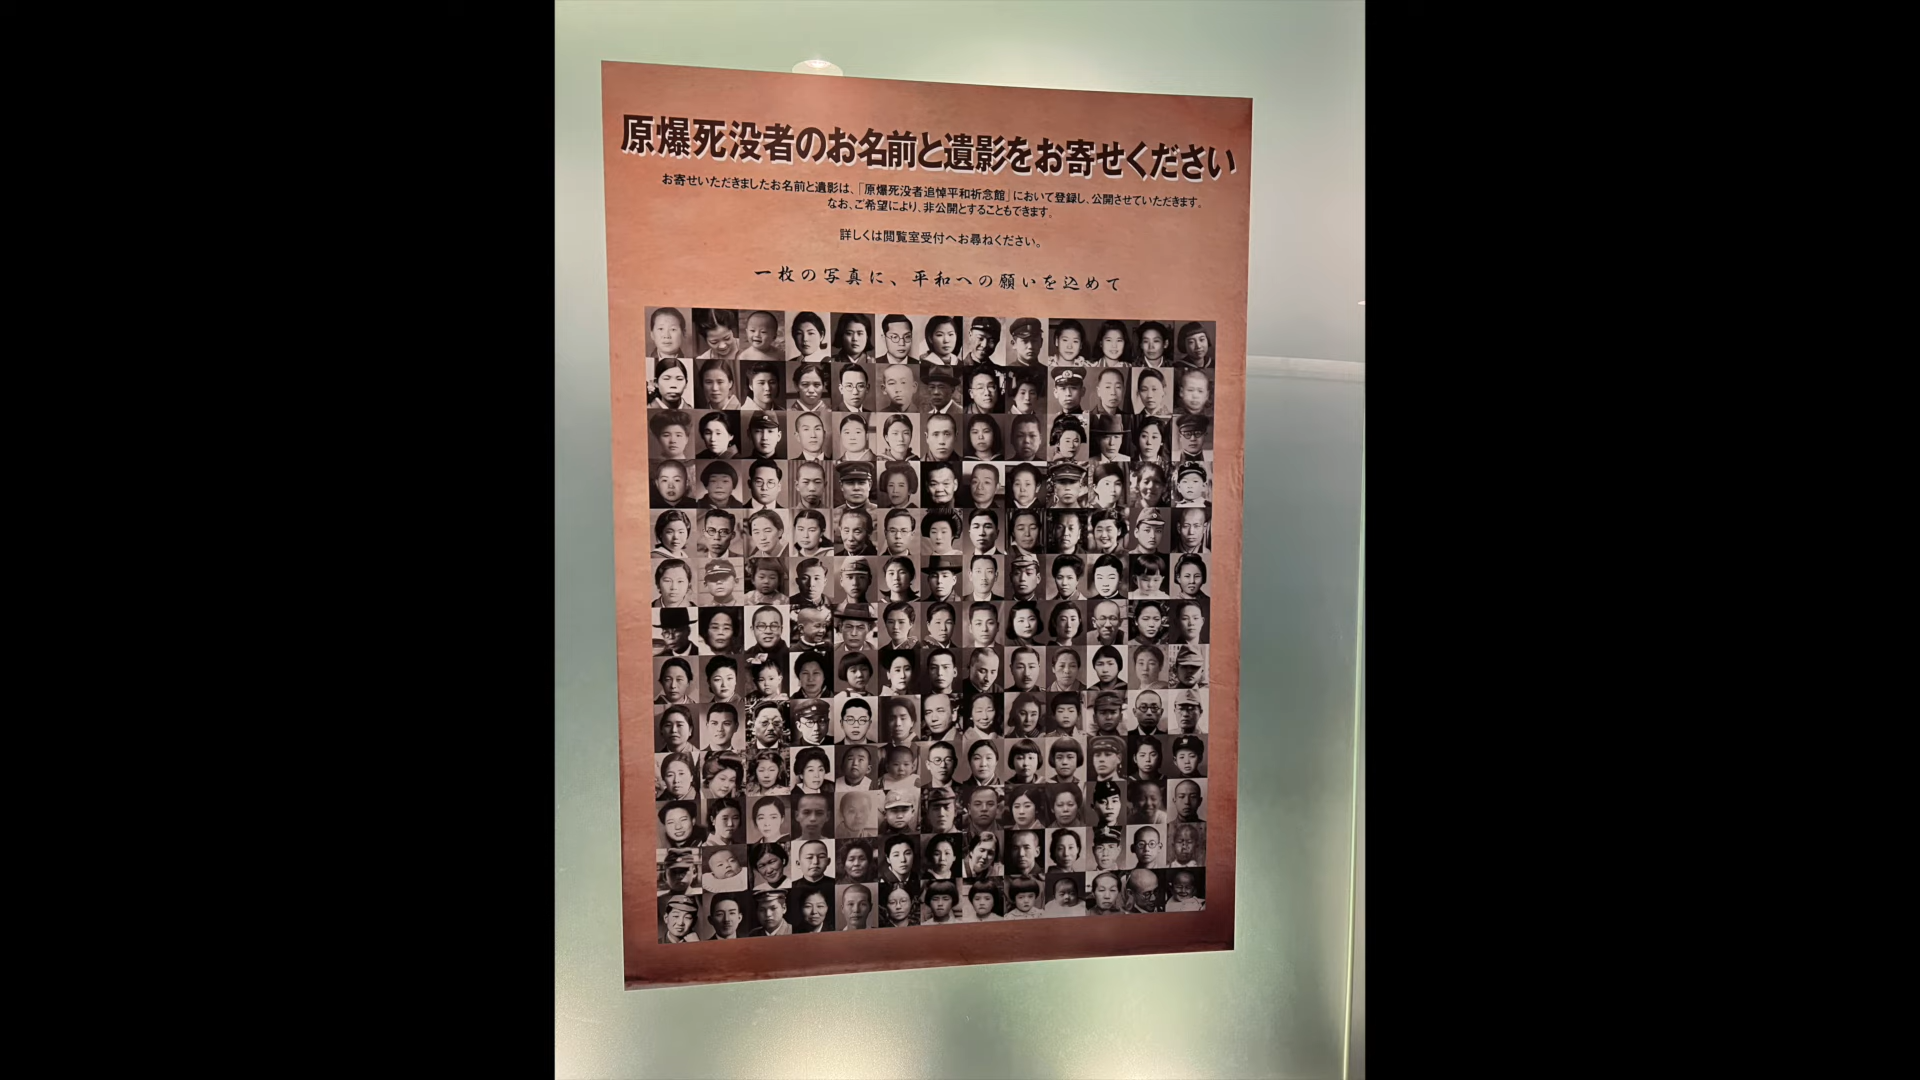 原爆死没者のお名前と遺影をお寄せください
お寄せいただきましたお名前と遺影は、「原爆死没者追悼平和祈念館」において登録し、公開させていただきます。
なお、ご希望により、非公開とすることもできます。
詳しくは閲覧室受付へお尋ねください。
一枚の写真に、平和への願いを込めて